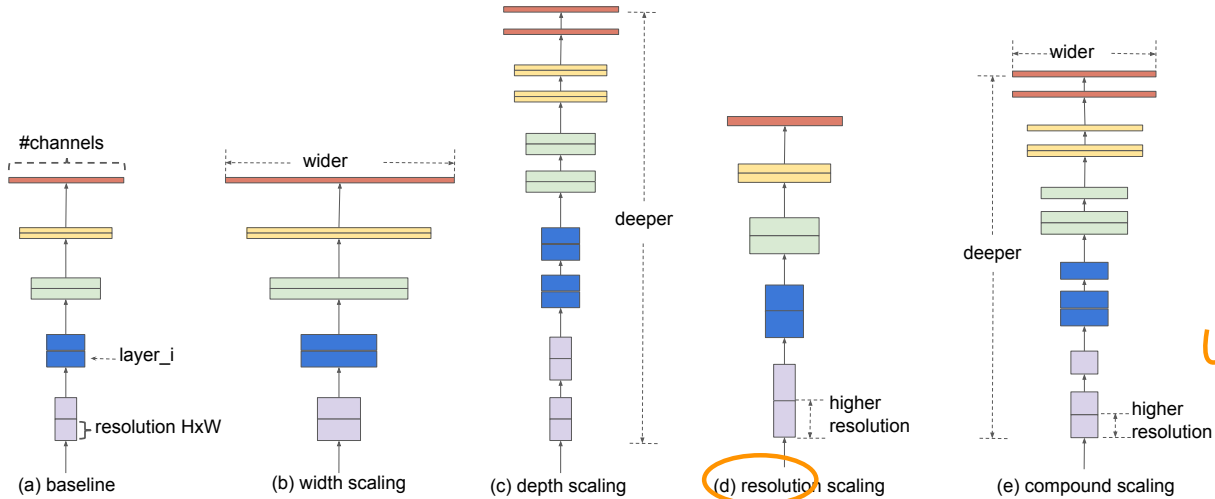 #channels
layer_i
resolution HxW
(a) baseline
wider
(b) width scaling
deeper
(c) depth scaling
higher
resolution
(d) resolution scaling
wider
deeper
higher
resolution
(e) compound scaling